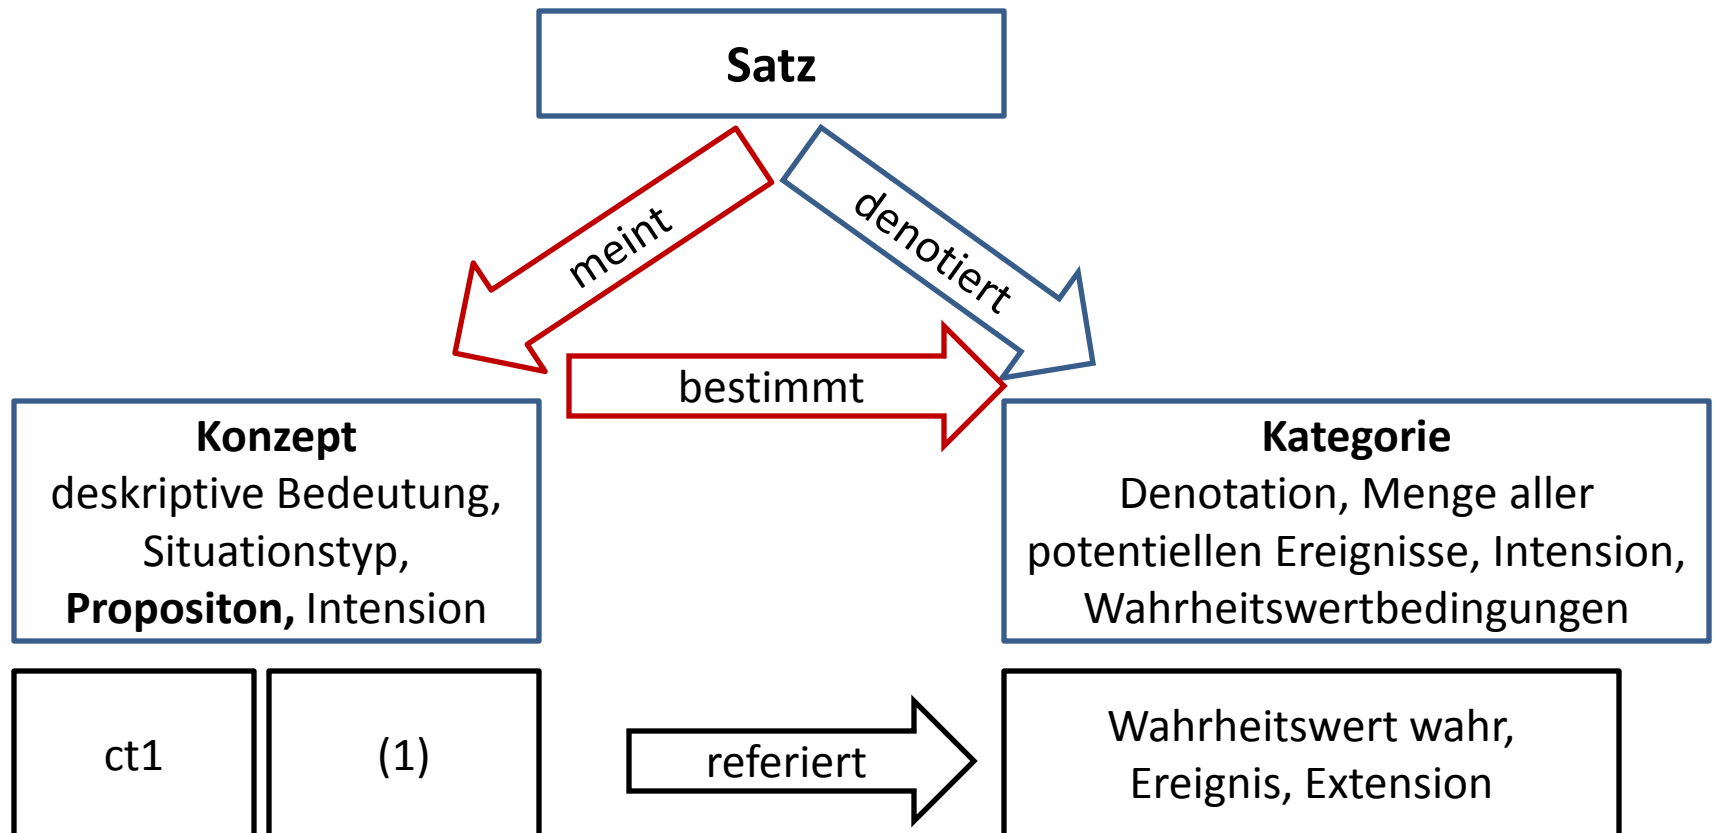 Satz
meint
denotiert
bestimmt
Konzept
deskriptive Bedeutung,
Situationstyp,
Propositon, Intension
Kategorie
Denotation, Menge aller
potentiellen Ereignisse, Intension,
Wahrheitswertbedingungen
ct1
(1)
referiert
Wahrheitswert wahr,
Ereignis, Extension